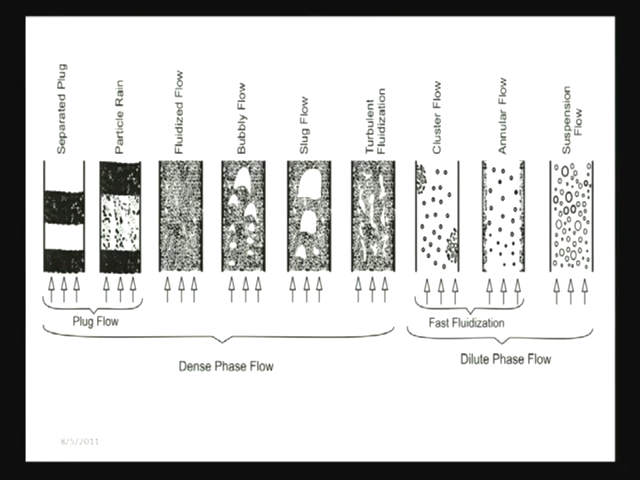 Separated Plug
Particle Rain
Fluidized Flow
Bubbly Flow
Slug Flow
Turbulent
Fluidization
Cluster Flow
Annular Flow
Suspension
Flow
Plug Flow
Fast Fluidization
Dense Phase Flow
Dilute Phase Flow
8/5/2011